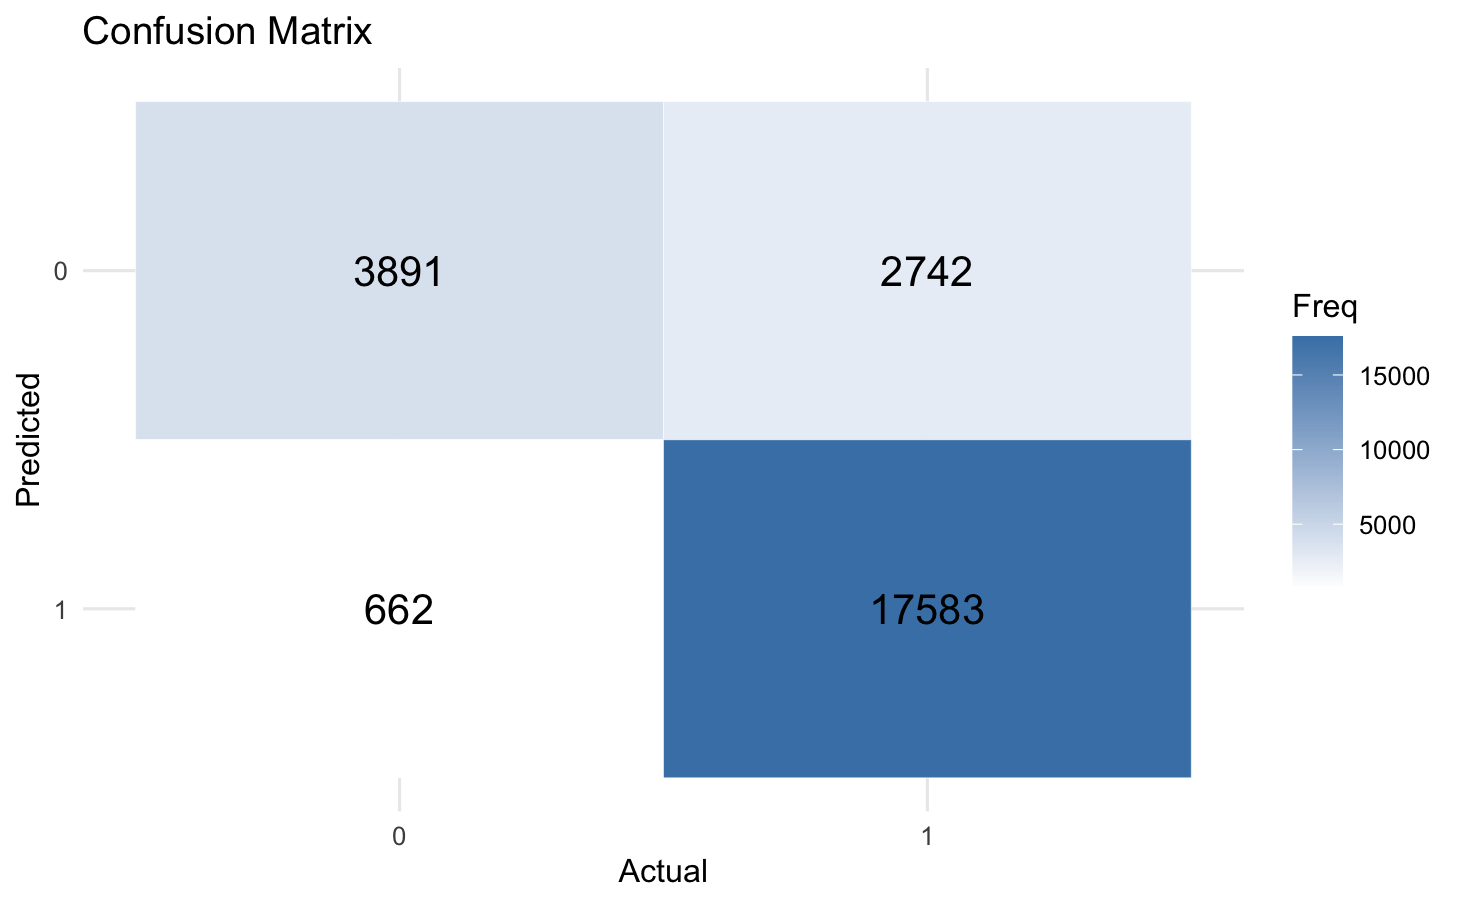 Confusion Matrix
0
3891
2742
Predicted
1
662
17583
0
1
Actual
Freq
15000
10000
5000